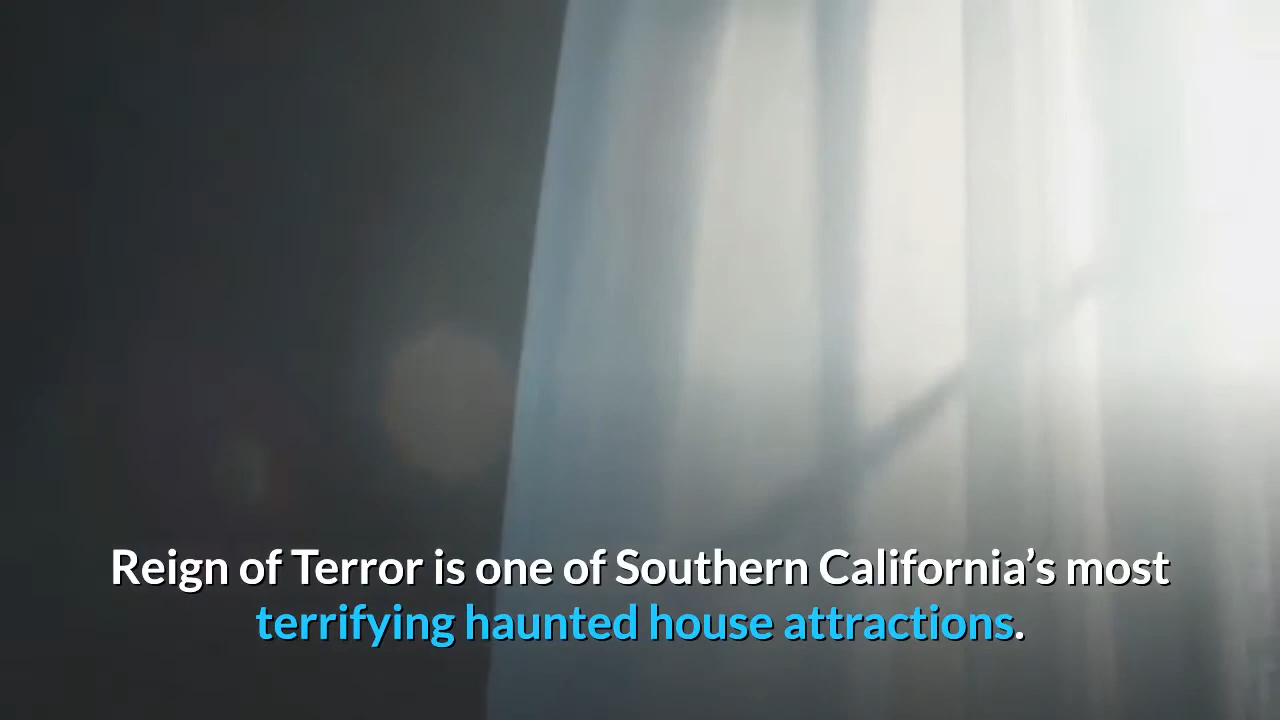 Reign of Terror is one of Southern California’s most
terrifying haunted house attractions.